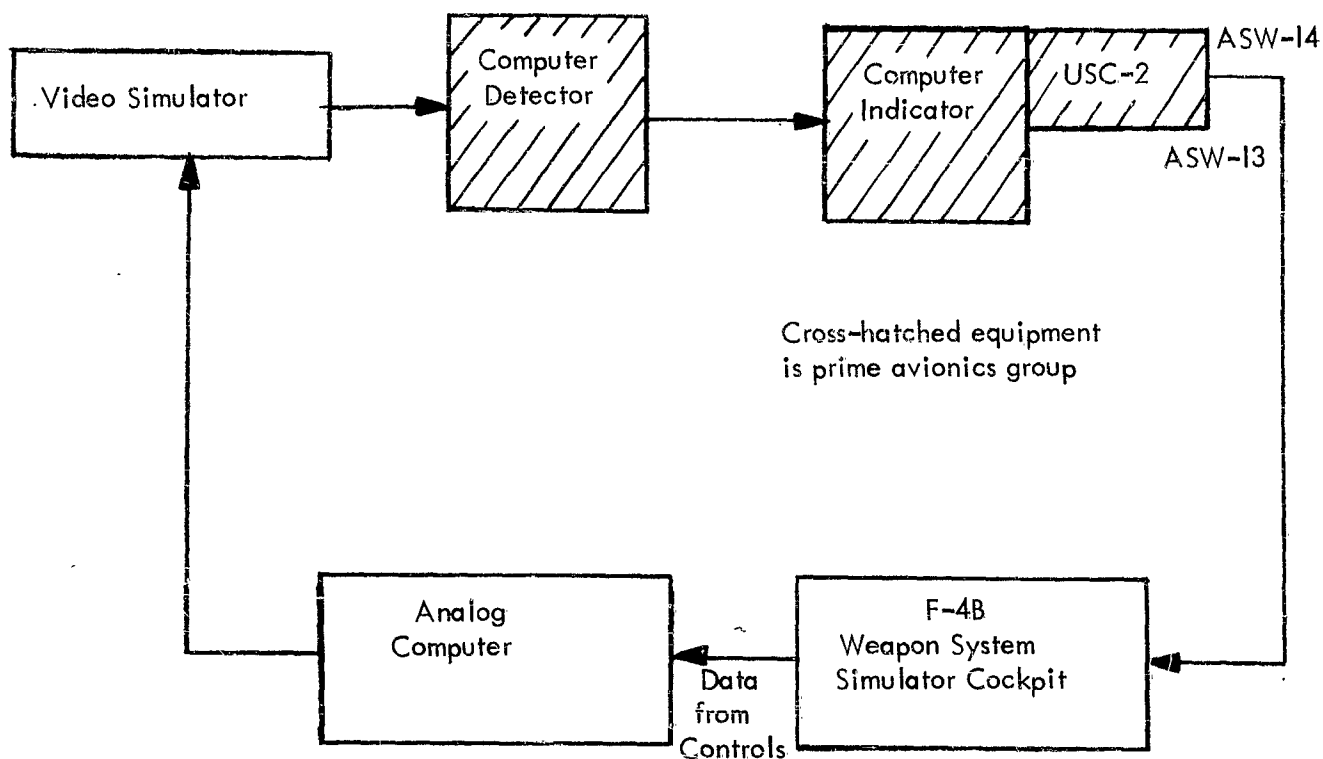 Video Simulator
Computer
Detector
Computer
Indicator
USC-2
ASW-14
ASW-13
Cross-hatched equipment
is prime avionics group
Analog
Computer
Data
from
Controls
F-4B
Weapon System
Simulator Cockpit